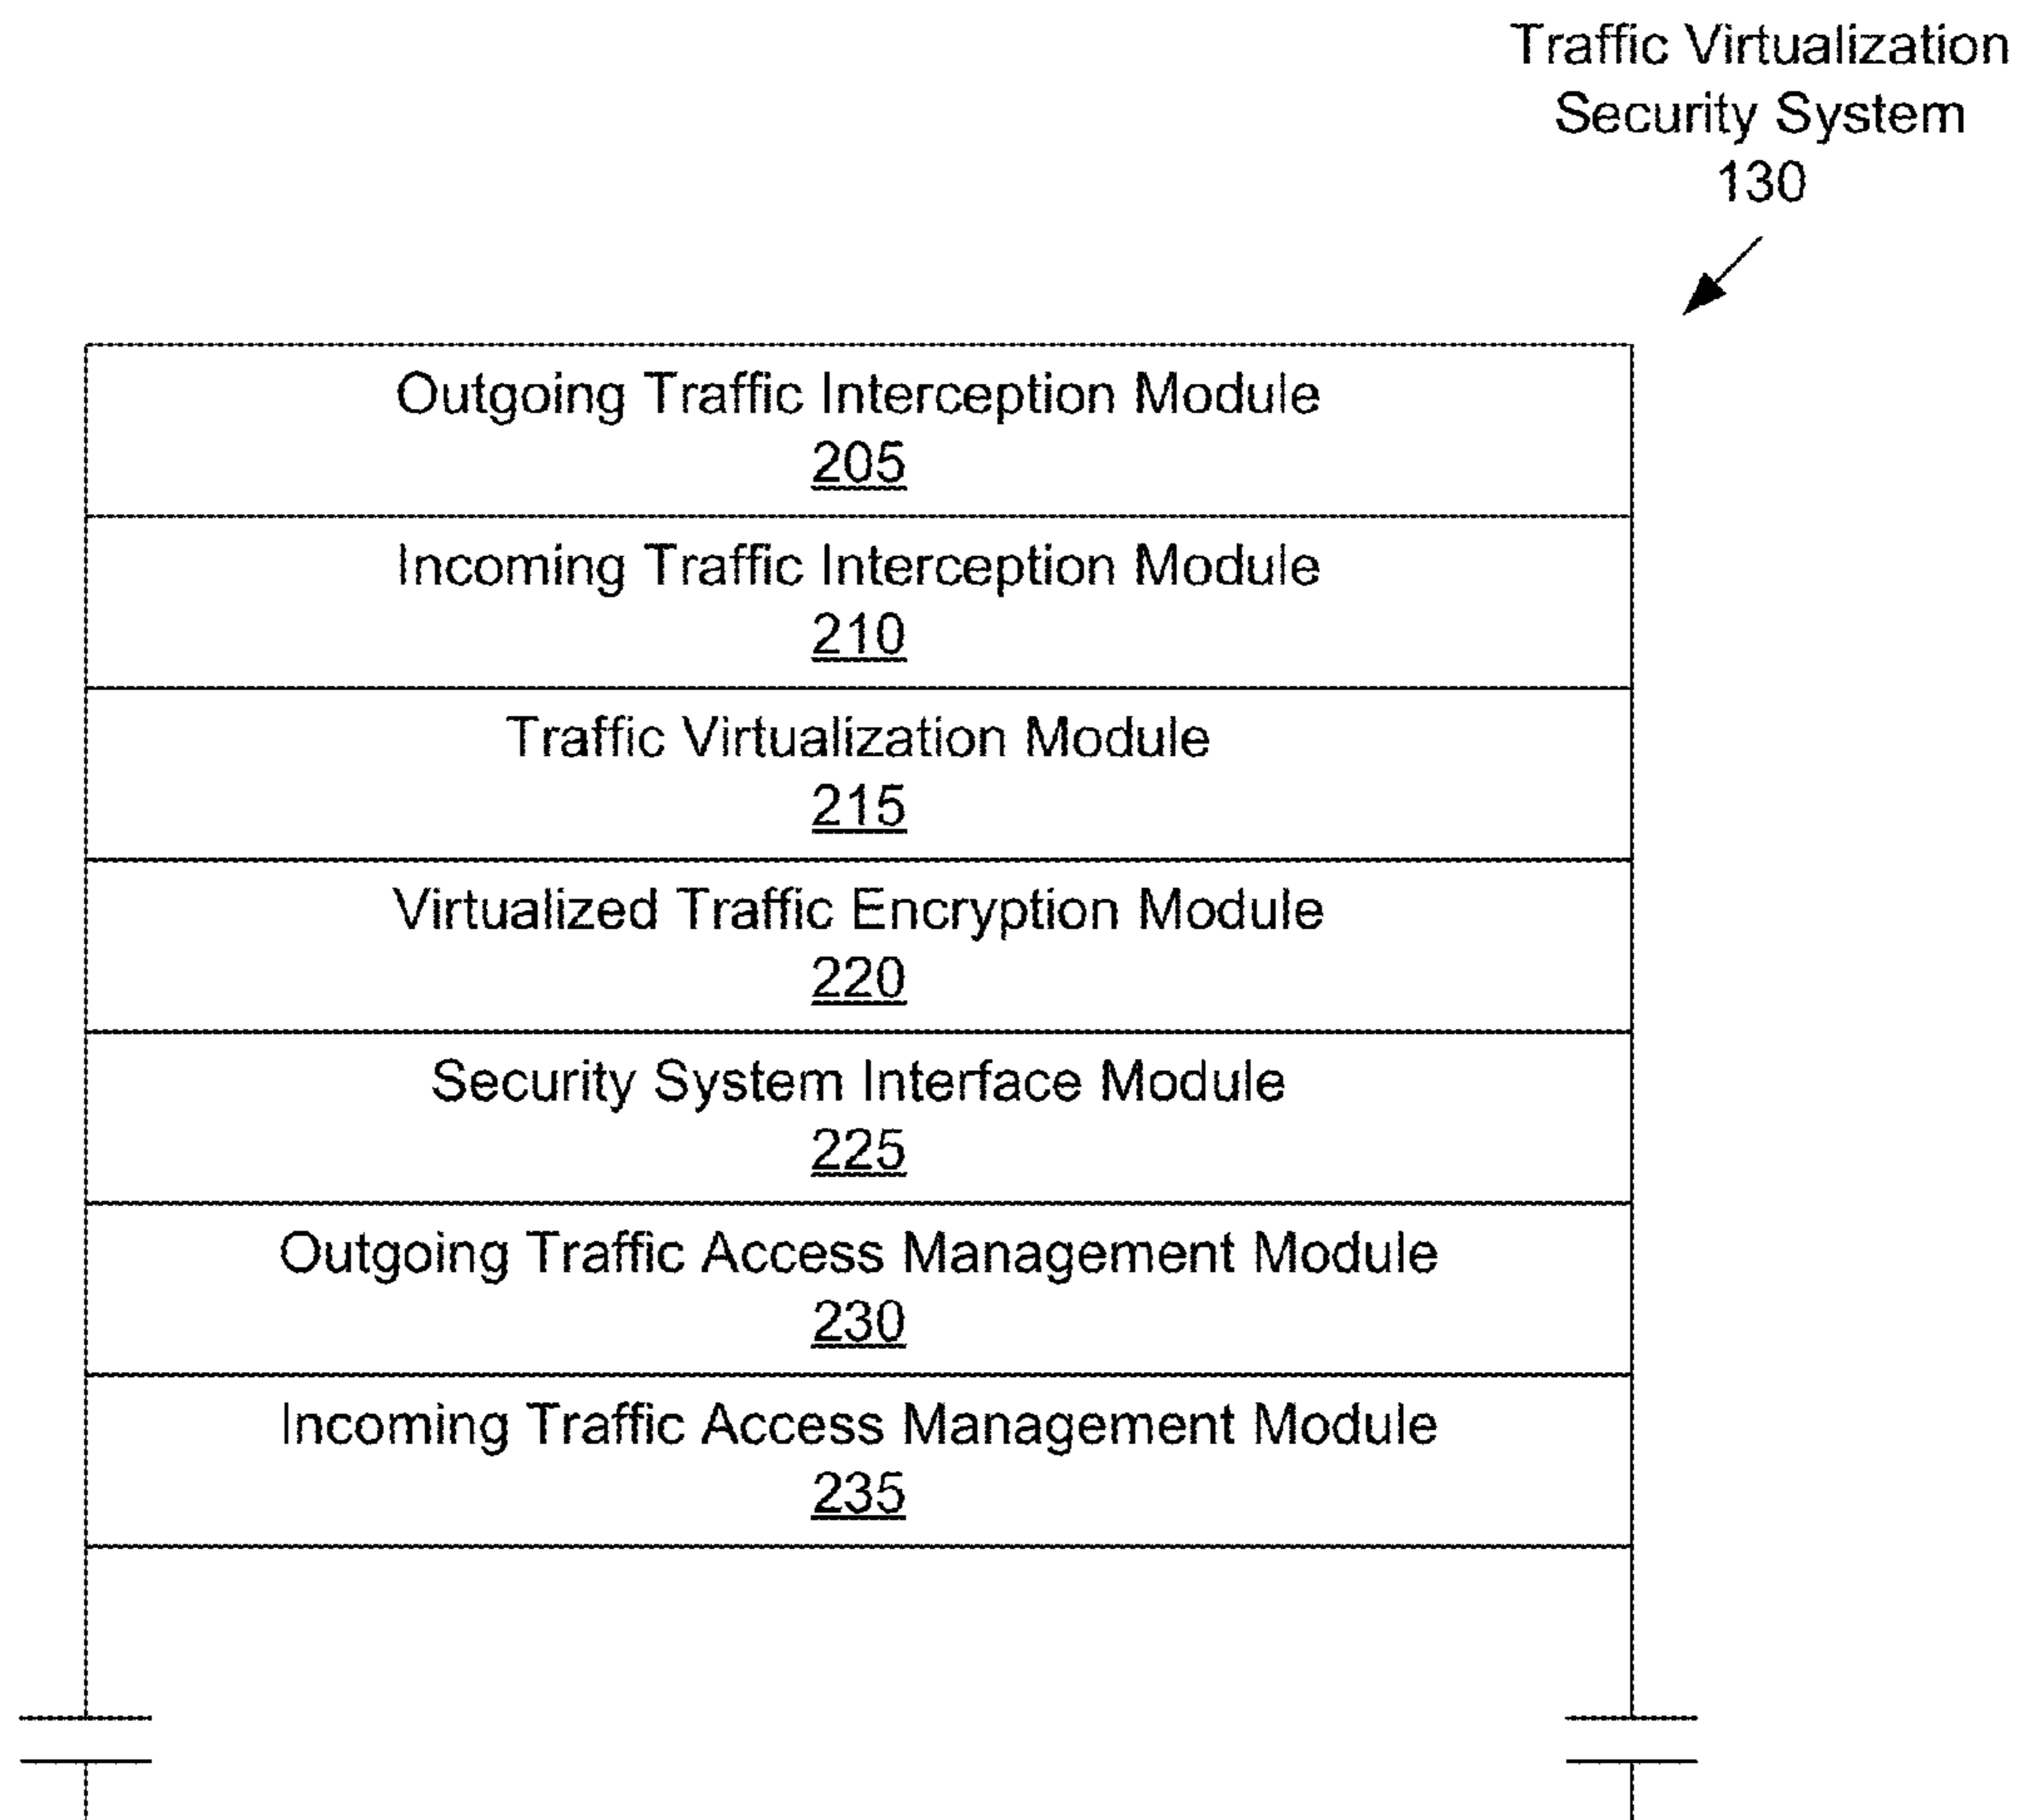 Traffic Virtualization
Security System
130
Outgoing Traffic Interception Module
205
Incoming Traffic Interception Module
210
Traffic Virtualization Module
215
Virtualized Traffic Encryption Module
220
Security System Interface Module
225
Outgoing Traffic Access Management Module
230
Incoming Traffic Access Management Module
235